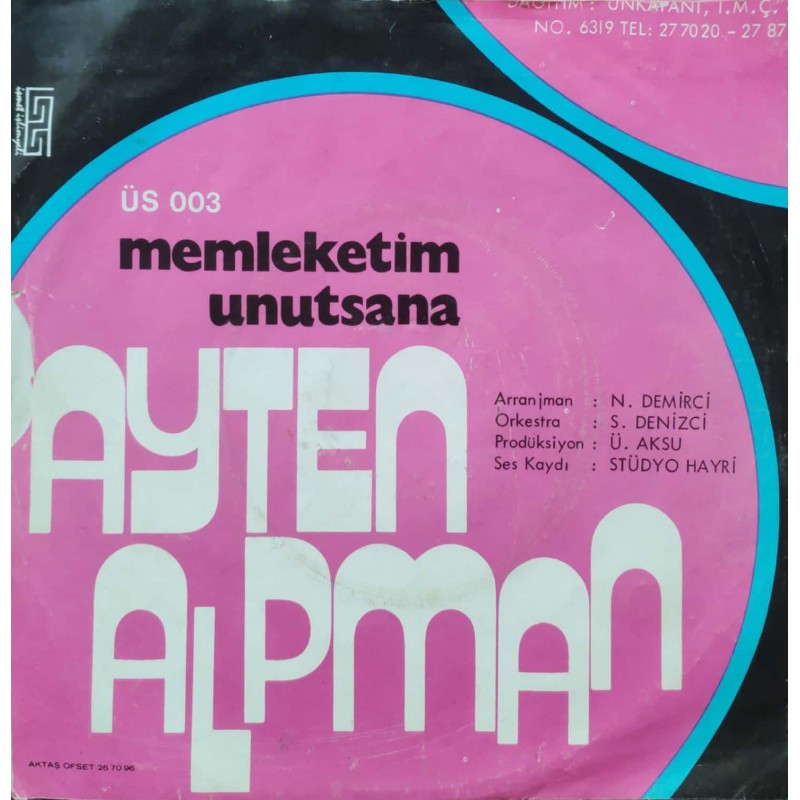 DAĞITIM : UNKAPANI, İ.M.Ç.
NO. 6319 TEL: 27 70 20 - 27 87
ÜS 003
memleketim
unutsana
AYTEN
ALPMAN
Arranjman : N. DEMİRCİ
Orkestra : S. DENİZCİ
Prodüksiyon : Ü. AKSU
Ses Kaydı : STÜDYO HAYRİ
AKTAŞ OFSET 26 70 96